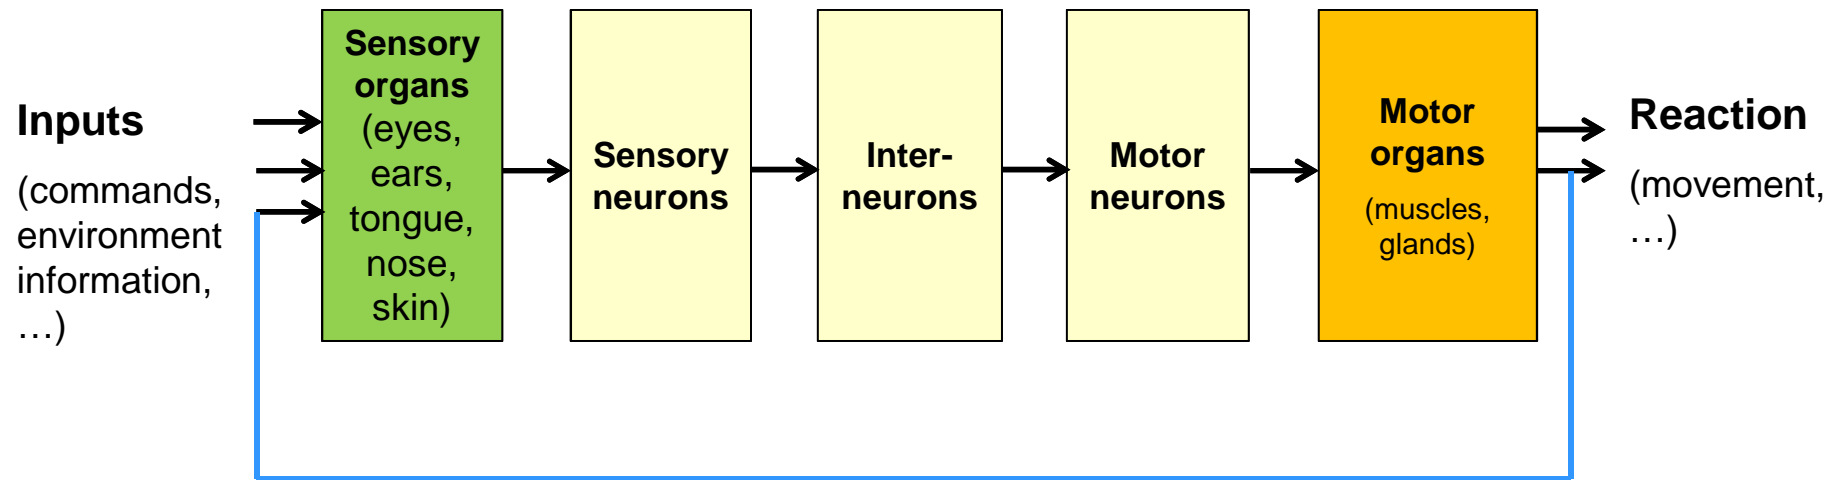 Inputs
(commands,
environment
information,
…)
Sensory
organs
(eyes,
ears,
tongue,
nose,
skin)
Sensory
neurons
Inter-
neurons
Motor
neurons
Motor
organs
(muscles,
glands)
Reaction
(movement,
…)